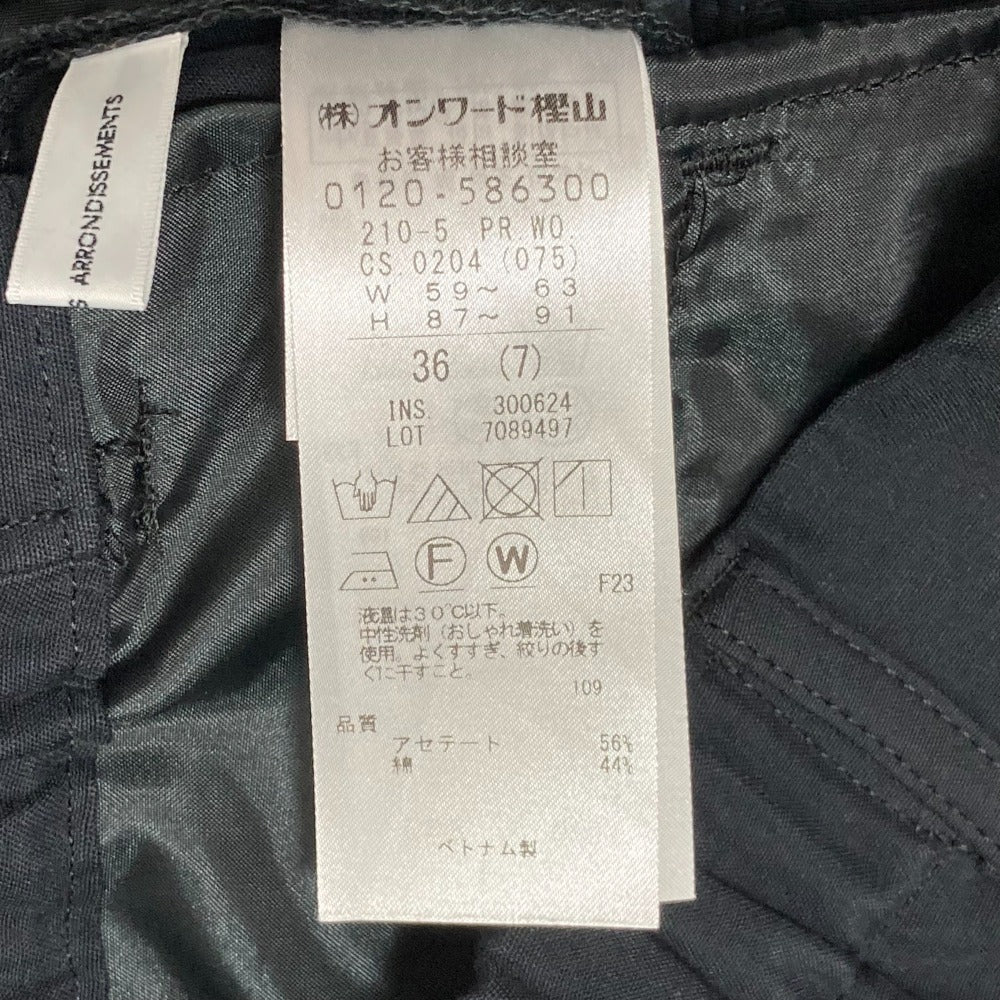 S ARRONDISSEMENTS
㈱オンワード樫山
お客様相談室
0120-586300
210-5 PR WO
CS.0204 (075)
W 59～ 63
H 87～ 91
36 (7)
INS. 300624
LOT 7089497
F
W
F23
液温は30℃以下。
中性洗剤(おしゃれ着洗い)を
使用。よくすすぎ、絞りの後す
ぐに干すこと。
109
品質
アセテート 56%
綿 44%
ベトナム製